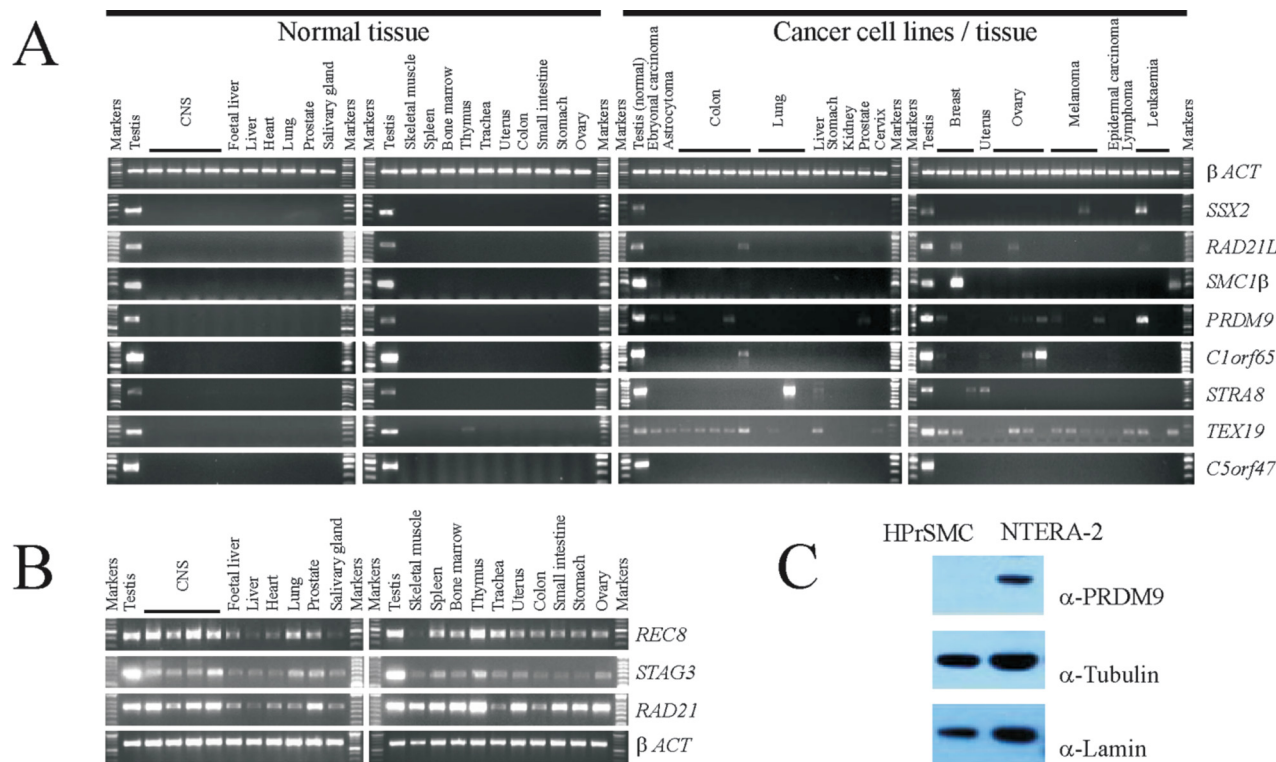 A
Normal tissue
Cancer cell lines / tissue
Markers
Testis
CNS
Foetal liver
Liver
Heart
Lung
Prostate
Salivary gland
Markers
Markers
Testis
Skeletal muscle
Spleen
Bone marrow
Thymus
Trachea
Uterus
Colon
Small intestine
Stomach
Ovary
Markers
Markers
Testis (normal)
Ebryonal carcinoma
Astrocytoma
Colon
Lung
Liver
Stomach
Kidney
Prostate
Cervix
Markers
Markers
Testis
Breast
Uterus
Ovary
Melanoma
Epidermal carcinoma
Lymphoma
Leukaemia
Markers
β ACT
SSX2
RAD21L
SMC1β
PRDM9
C1orf65
STRA8
TEX19
C5orf47
B
Markers
Testis
CNS
Foetal liver
Liver
Heart
Lung
Prostate
Salivary gland
Markers
Markers
Testis
Skeletal muscle
Spleen
Bone marrow
Thymus
Trachea
Uterus
Colon
Small intestine
Stomach
Ovary
Markers
REC8
STAG3
RAD21
β ACT
C
HPrSMC NTERA-2
α-PRDM9
α-Tubulin
α-Lamin